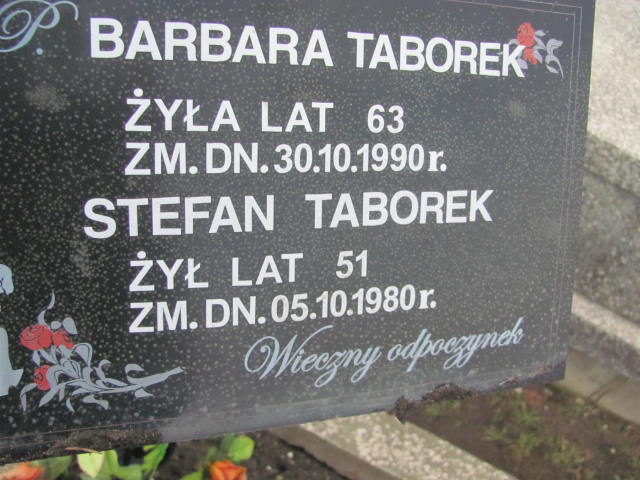 P. BARBARA TABOREK
ŻYŁA LAT 63
ZM. DN. 30.10.1990 r.
STEFAN TABOREK
ŻYŁ LAT 51
ZM. DN. 05.10.1980 r.
Wieczny odpoczynek